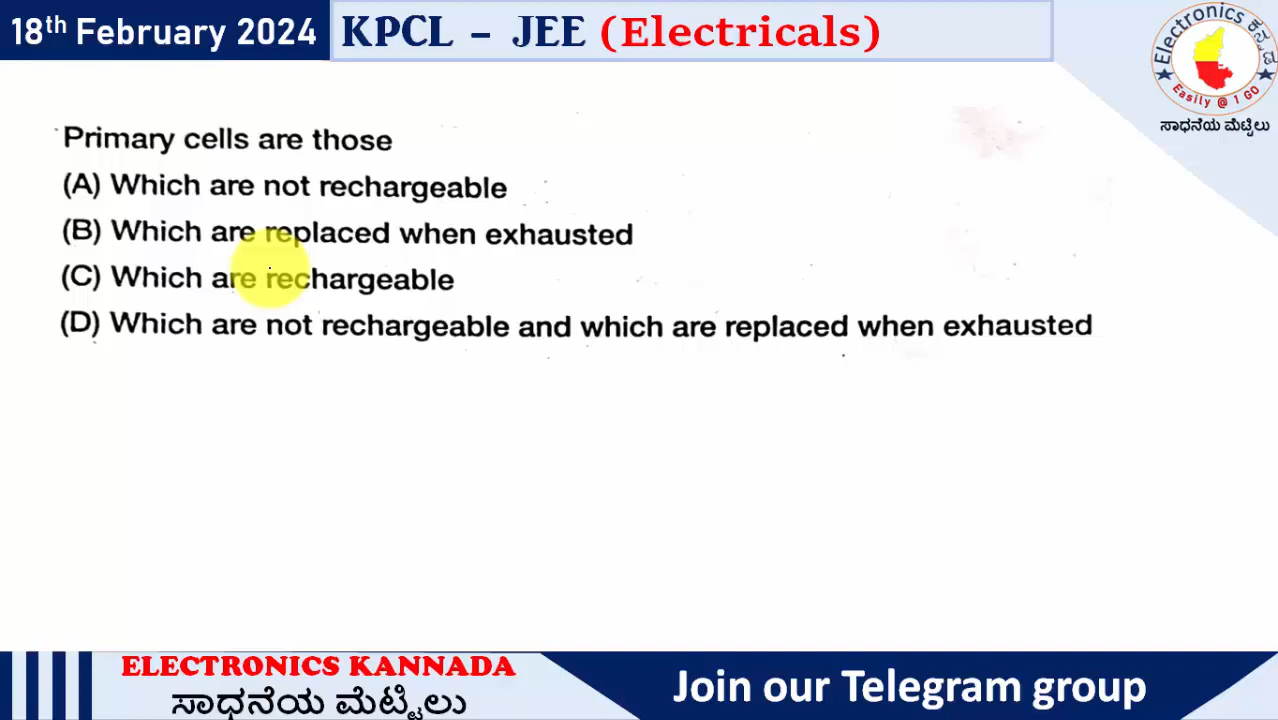 18th February 2024
KPCL – JEE (Electricals)
Electronics ಕನ್ನಡ
Easily @ 1 GO
ಸಾಧನೆಯ ಮೆಟ್ಟಿಲು
Primary cells are those
(A) Which are not rechargeable
(B) Which are replaced when exhausted
(C) Which are rechargeable
(D) Which are not rechargeable and which are replaced when exhausted
ELECTRONICS KANNADA
ಸಾಧನೆಯ ಮೆಟ್ಟಿಲು
Join our Telegram group